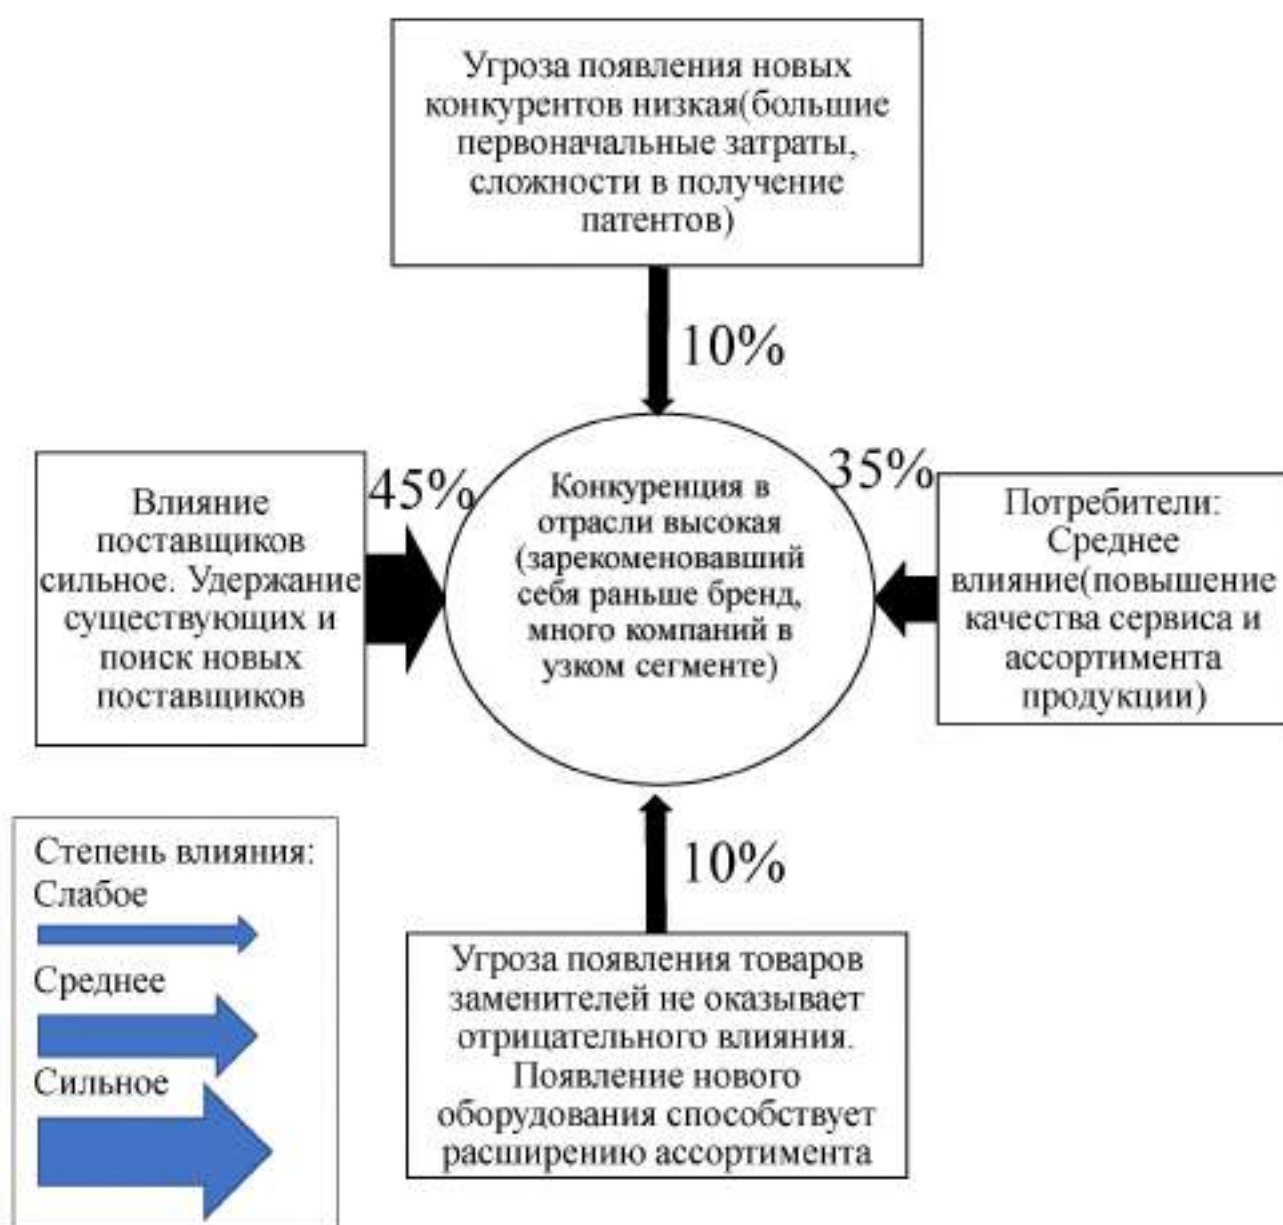 Угроза появления новых
конкурентов низкая(большие
первоначальные затраты,
сложности в получение
патентов)
10%
45%
35%
Влияние
поставщиков
сильное. Удержание
существующих и
поиск новых
поставщиков
Конкуренция в
отрасли высокая
(зарекоменовавший
себя раньше бренд,
много компаний в
узком сегменте)
Потребители:
Среднее
влияние(повышение
качества сервиса и
ассортимента
продукции)
10%
Угроза появления товаров
заменителей не оказывает
отрицательного влияния.
Появление нового
оборудования способствует
расширению ассортимента
Степень влияния:
Слабое
Среднее
Сильное